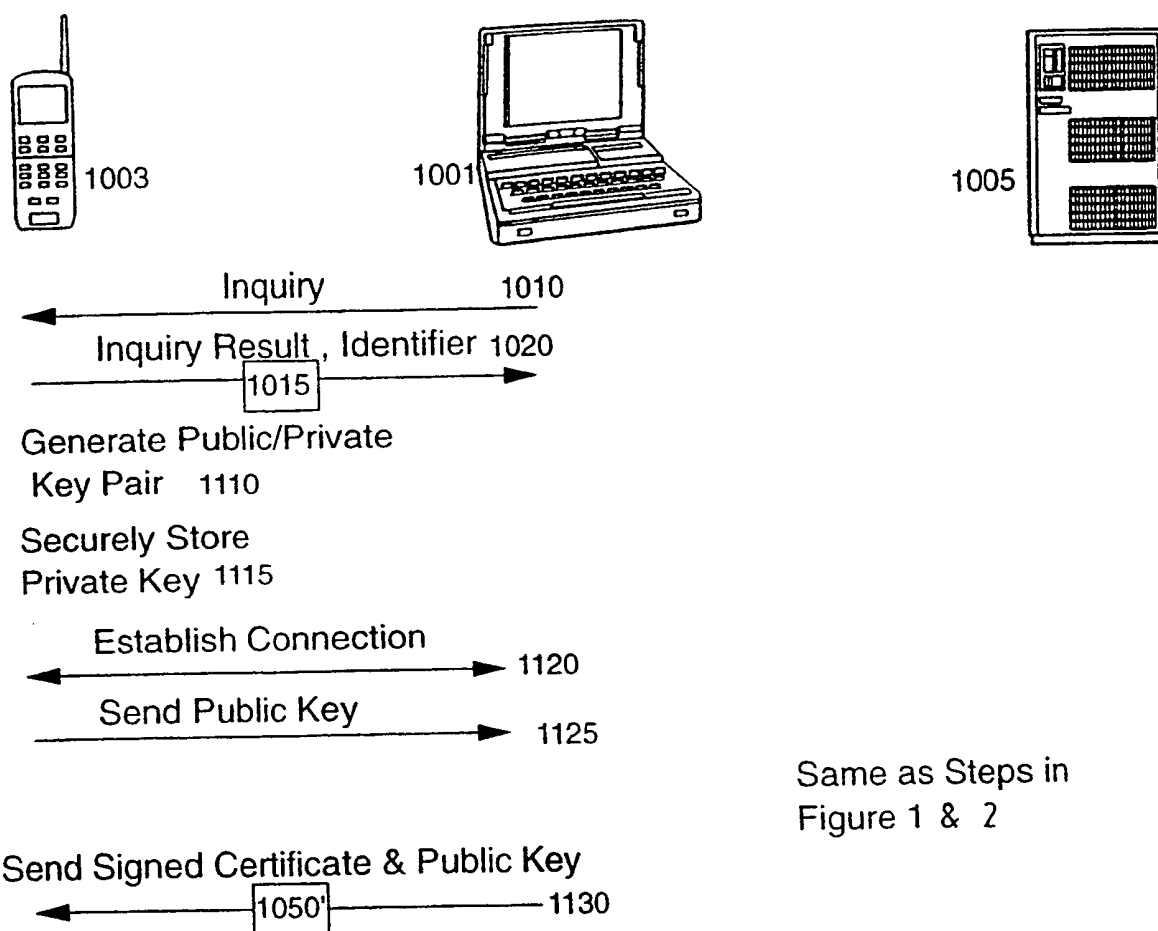 1003
1001
1005
Inquiry 1010
Inquiry Result , Identifier 1020
1015
Generate Public/Private
Key Pair 1110
Securely Store
Private Key 1115
Establish Connection
1120
Send Public Key
1125
Same as Steps in
Figure 1 & 2
Send Signed Certificate & Public Key
1050' 1130